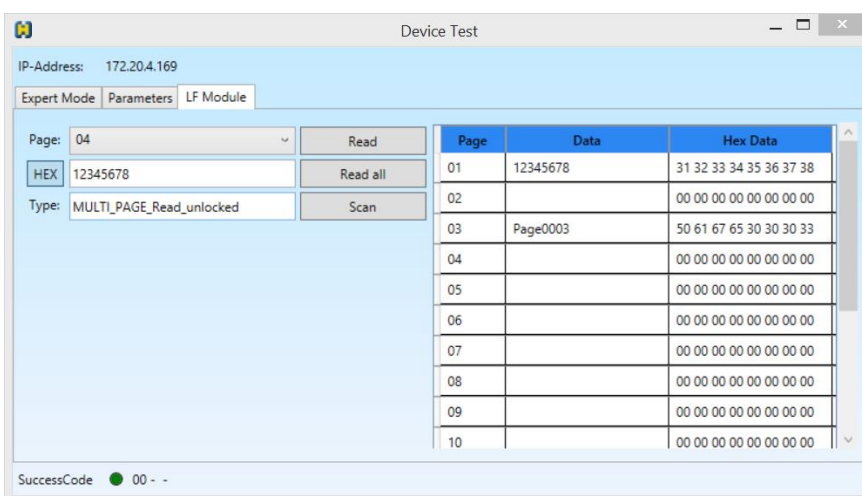 Device Test
IP-Address: 172.20.4.169
Expert Mode Parameters LF Module
Page: 04 Read
HEX 12345678 Read all
Type: MULTI_PAGE_Read_unlocked Scan
Page Data Hex Data
01 12345678 31 32 33 34 35 36 37 38
02 00 00 00 00 00 00 00 00
03 Page0003 50 61 67 65 30 30 30 33
04 00 00 00 00 00 00 00 00
05 00 00 00 00 00 00 00 00
06 00 00 00 00 00 00 00 00
07 00 00 00 00 00 00 00 00
08 00 00 00 00 00 00 00 00
09 00 00 00 00 00 00 00 00
10 00 00 00 00 00 00 00 00
SuccessCode 00 - -